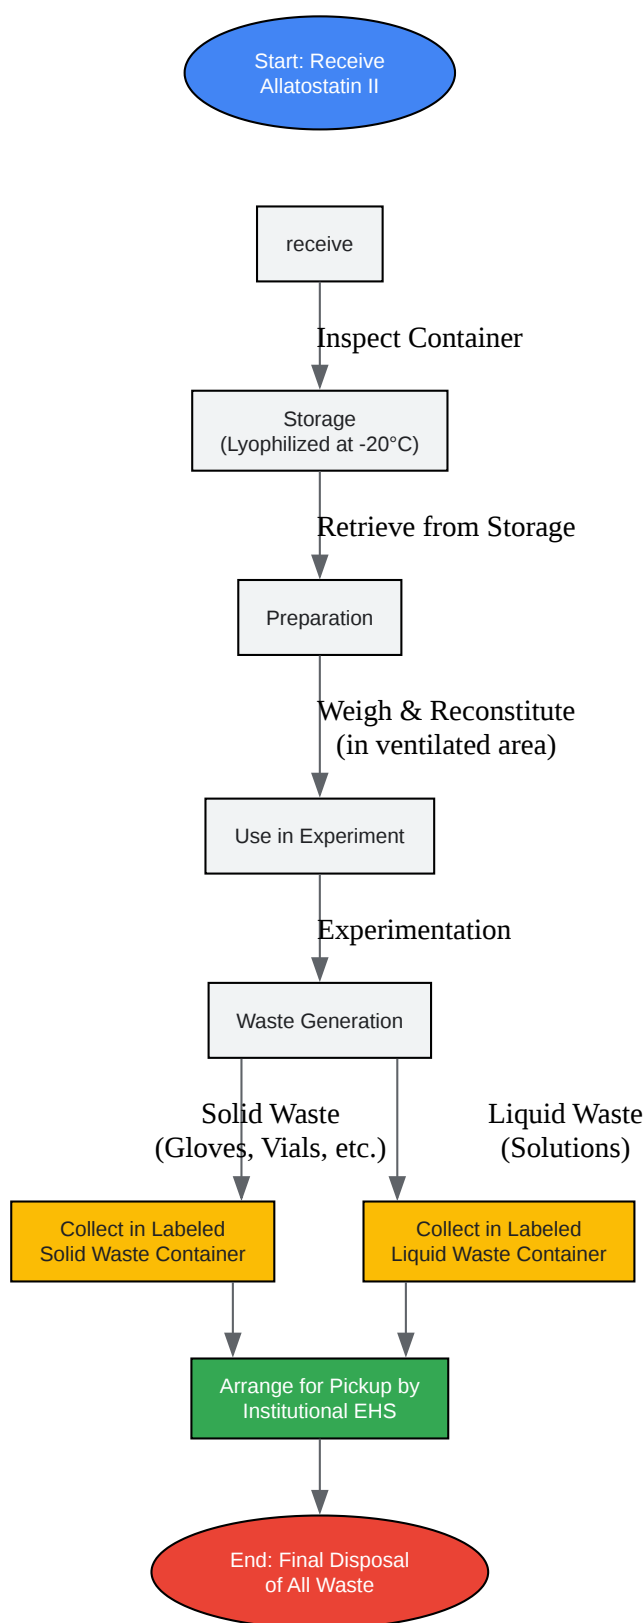 Start: Receive
Allatostatin II
receive
Inspect Container
Storage
(Lyophilized at -20°C)
Retrieve from Storage
Preparation
Weigh & Reconstitute
(in ventilated area)
Use in Experiment
Experimentation
Waste Generation
Solid Waste
(Gloves, Vials, etc.)
Liquid Waste
(Solutions)
Collect in Labeled
Solid Waste Container
Collect in Labeled
Liquid Waste Container
Arrange for Pickup by
Institutional EHS
End: Final Disposal
of All Waste